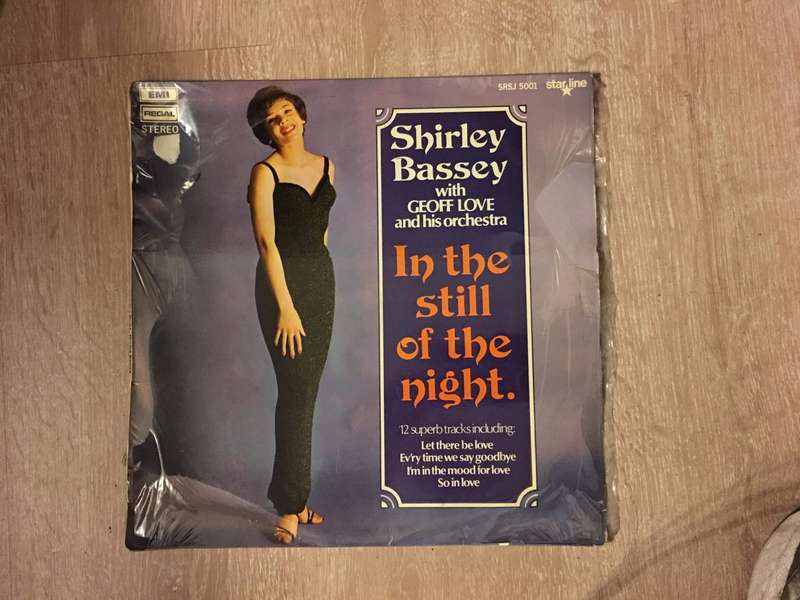 EMI
REGAL
STEREO
SRSJ 5001
star line
Shirley
Bassey
with
GEOFF LOVE
and his orchestra
In the
still
of the
night.
12 superb tracks including:
Let there be love
Ev'ry time we say goodbye
I'm in the mood for love
So in love